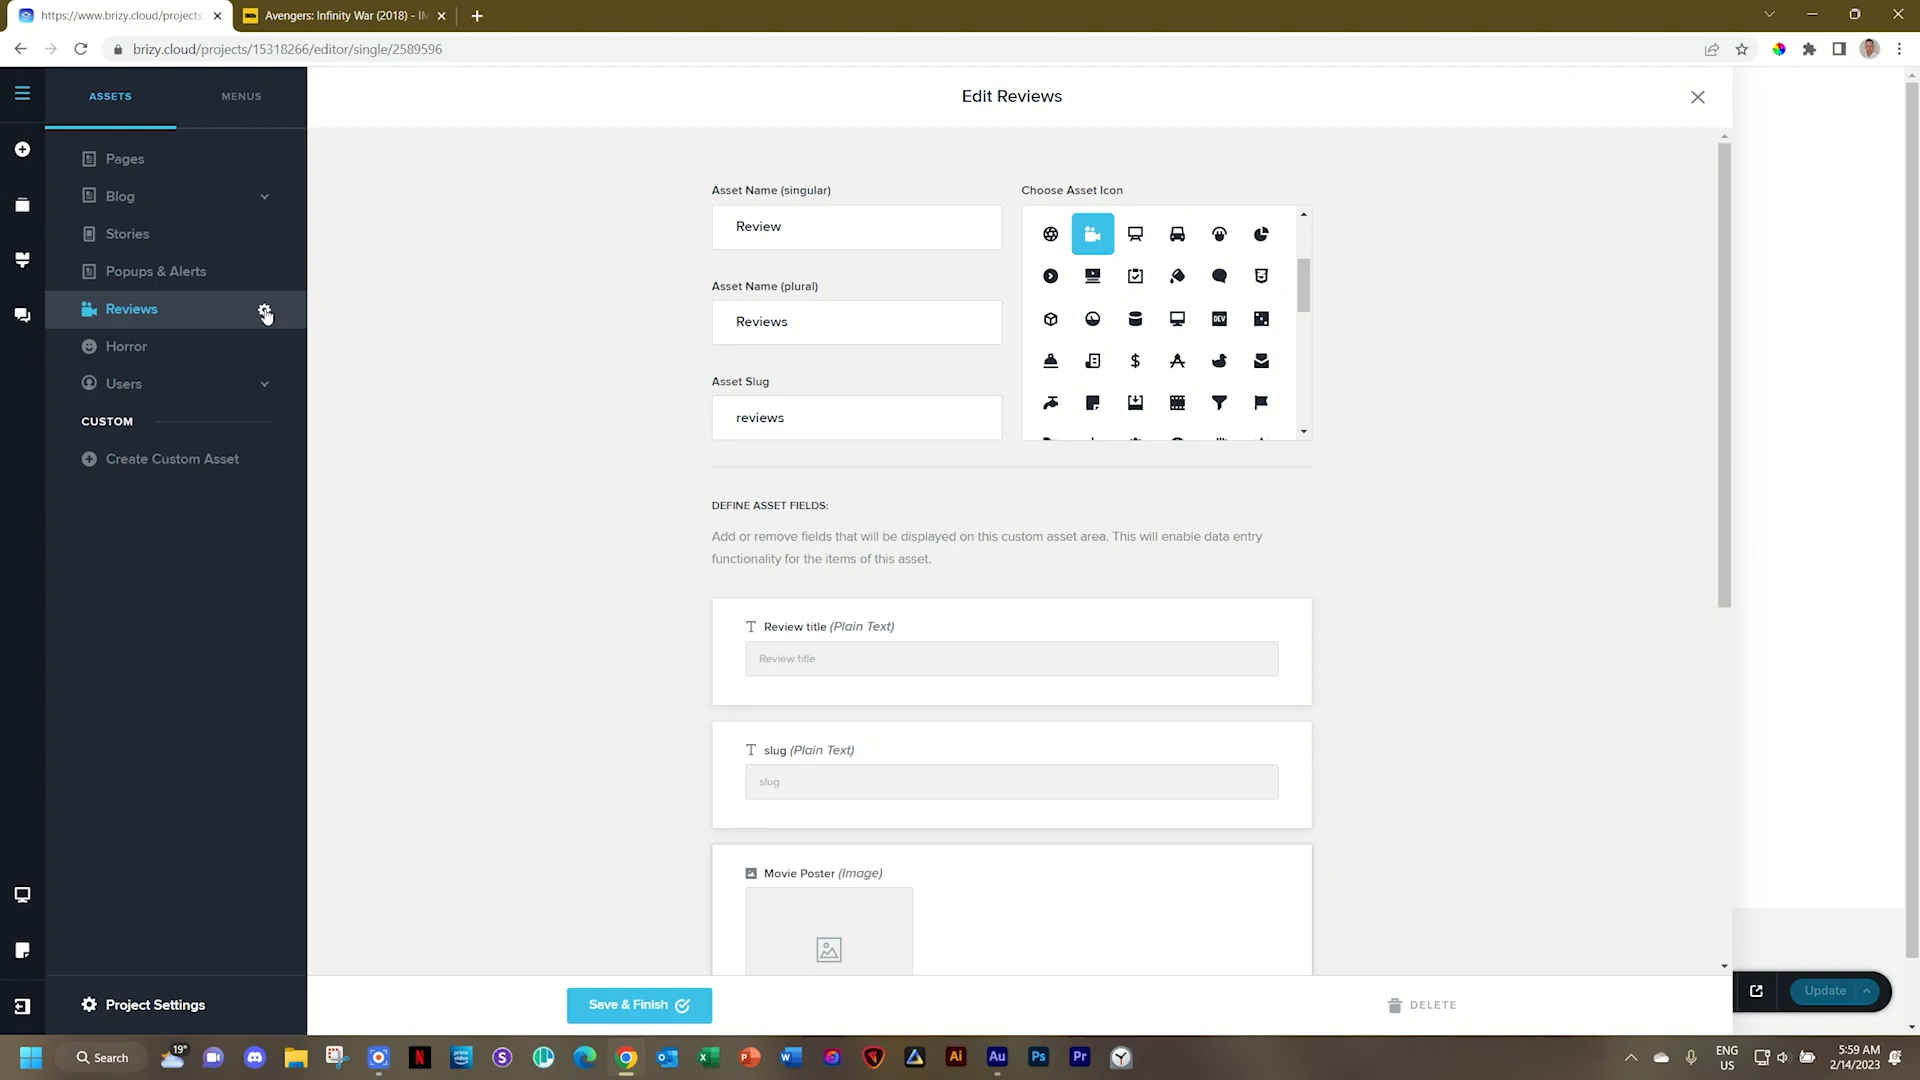 https://www.brizy.cloud/projects
Avengers: Infinity War (2018) - IM
brizy.cloud/projects/15318266/editor/single/2589596
ASSETS
MENUS
Edit Reviews
Pages
Blog
Stories
Popups & Alerts
Reviews
Horror
Users
CUSTOM
Create Custom Asset
Project Settings
Asset Name (singular)
Review
Asset Name (plural)
Reviews
Asset Slug
reviews
Choose Asset Icon
DEV
DEFINE ASSET FIELDS:
Add or remove fields that will be displayed on this custom asset area. This will enable data entry
functionality for the items of this asset.
Review title (Plain Text)
Review title
slug (Plain Text)
slug
Movie Poster (Image)
Save & Finish
DELETE
Update
Search
19°
ENG
US
5:59 AM
2/14/2023